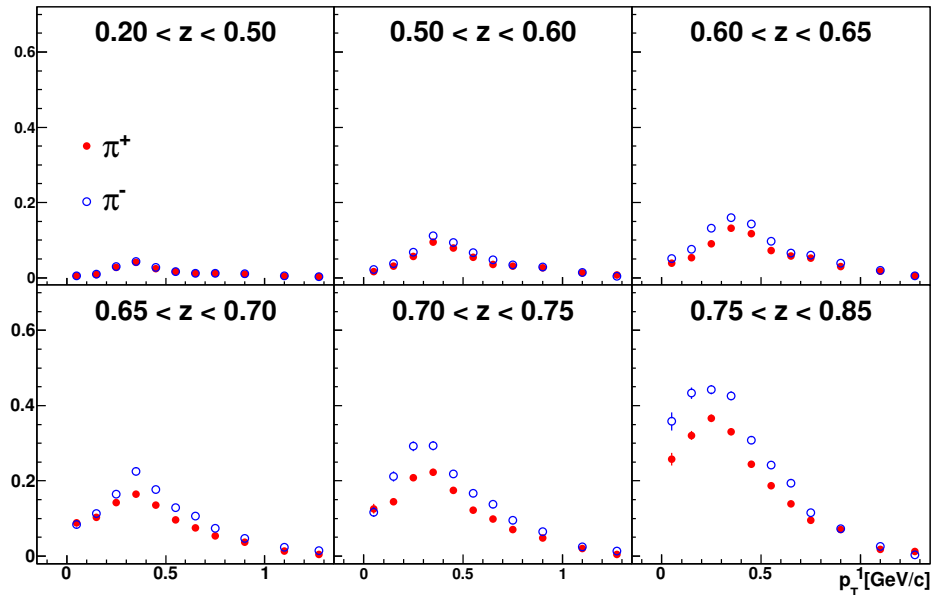 0.20 < z < 0.50
0.50 < z < 0.60
0.60 < z < 0.65
0.6
0.4
0.2
0
π+
π-
0.65 < z < 0.70
0.70 < z < 0.75
0.75 < z < 0.85
0.6
0.4
0.2
0
0 0.5 1
0 0.5 1
0 0.5 1
p_T [GeV/c]